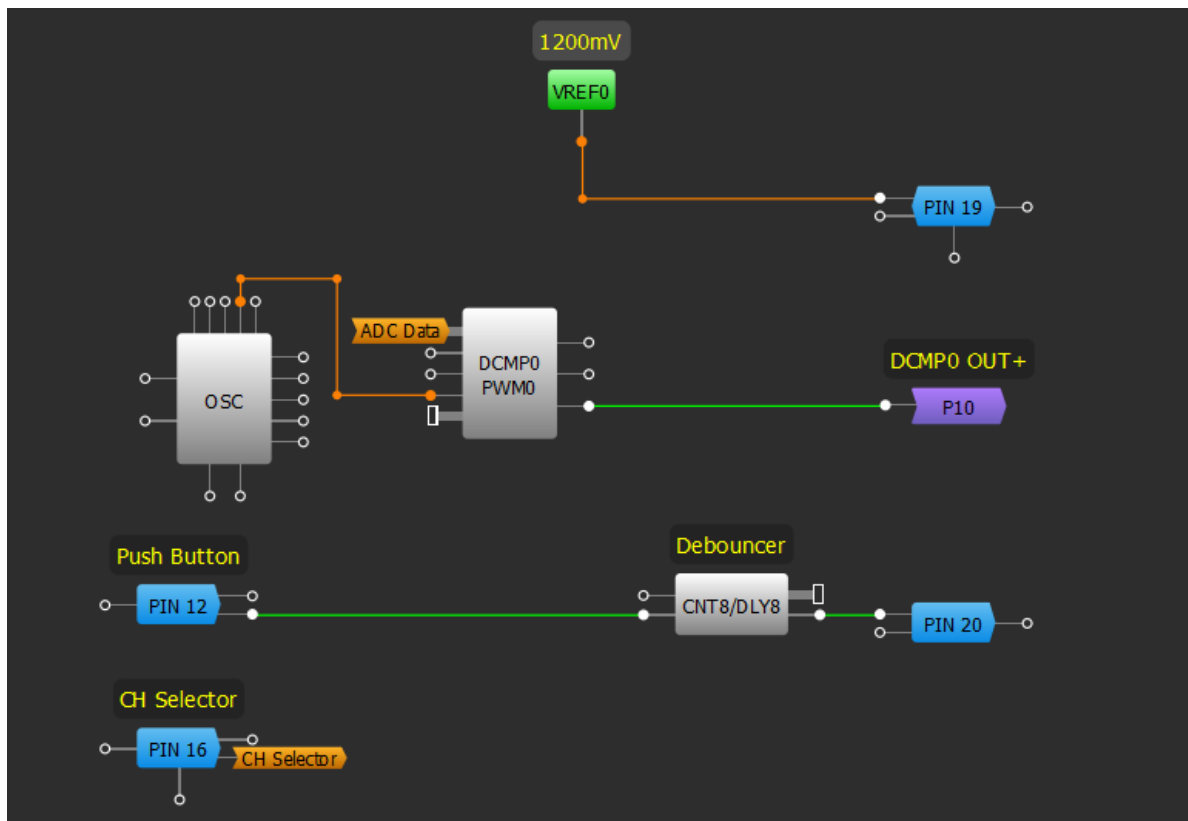 1200mV
VREF0
PIN 19
ADC Data
DCMP0
PWM0
OSC
DCMP0 OUT+
P10
Push Button
PIN 12
Debouncer
CNT8/DLY8
PIN 20
CH Selector
PIN 16
CH Selector